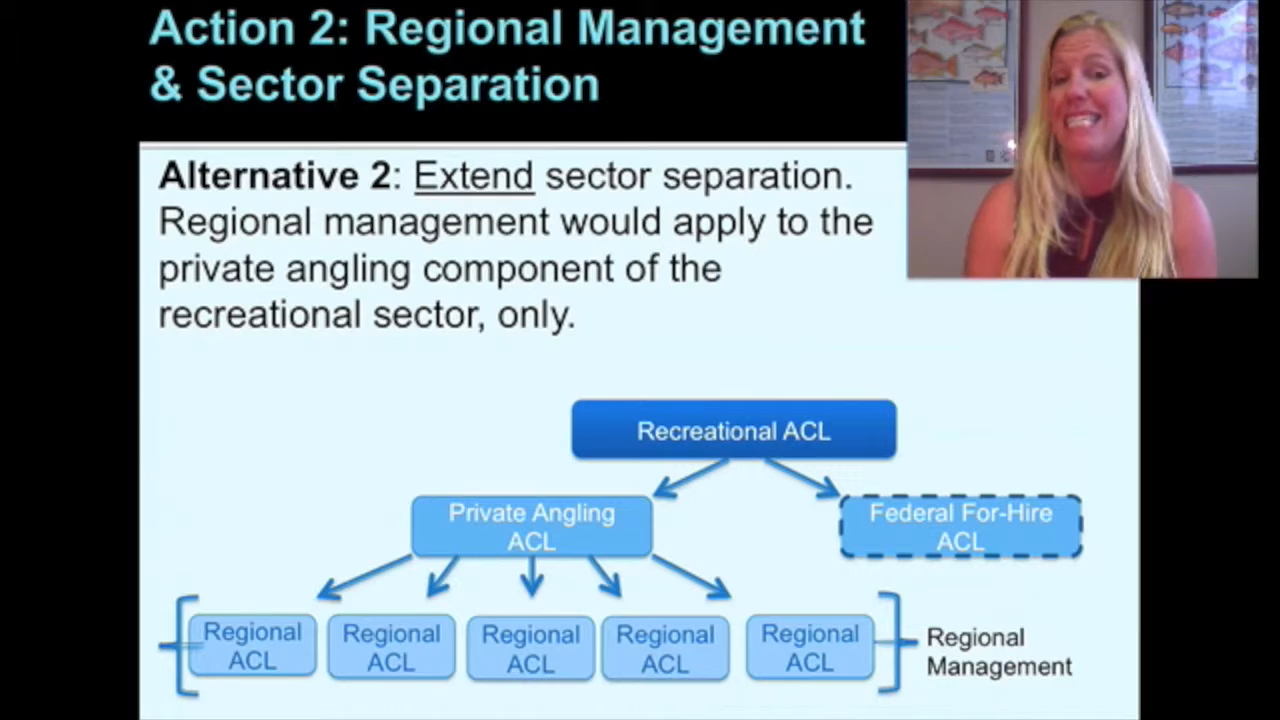 Action 2: Regional Management
& Sector Separation
Alternative 2: Extend sector separation.
Regional management would apply to the
private angling component of the
recreational sector, only.
Recreational ACL
Private Angling
ACL
Federal For-Hire
ACL
Regional
ACL
Regional
ACL
Regional
ACL
Regional
ACL
Regional
ACL
Regional
Management